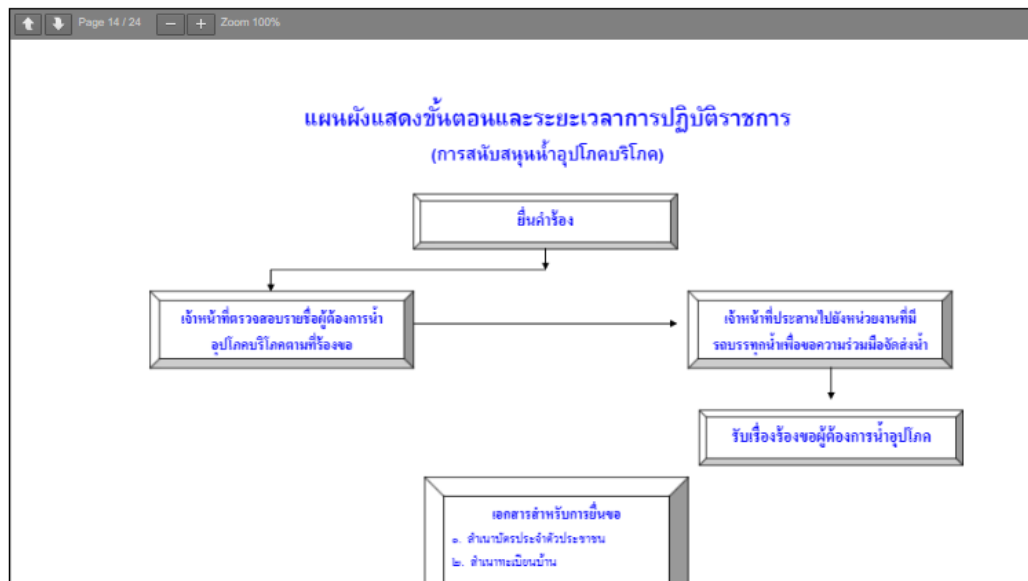 Page 14 / 24
Zoom 100%
แผนผังแสดงขั้นตอนและระยะเวลาการปฏิบัติราชการ
(การสนับสนุนน้ำอุปโภคบริโภค)
ยื่นคำร้อง
เจ้าหน้าที่ตรวจสอบรายชื่อผู้ต้องการน้ำ
อุปโภคบริโภคตามที่ร้องขอ
เจ้าหน้าที่ประสานไปยังหน่วยงานที่มี
รถบรรทุกน้ำเพื่อขอความร่วมมือจัดส่งน้ำ
รับเรื่องร้องขอผู้ต้องการน้ำอุปโภค
เอกสารสำหรับการยื่นขอ
๑. สำเนาบัตรประจำตัวประชาชน
๒. สำเนาทะเบียนบ้าน